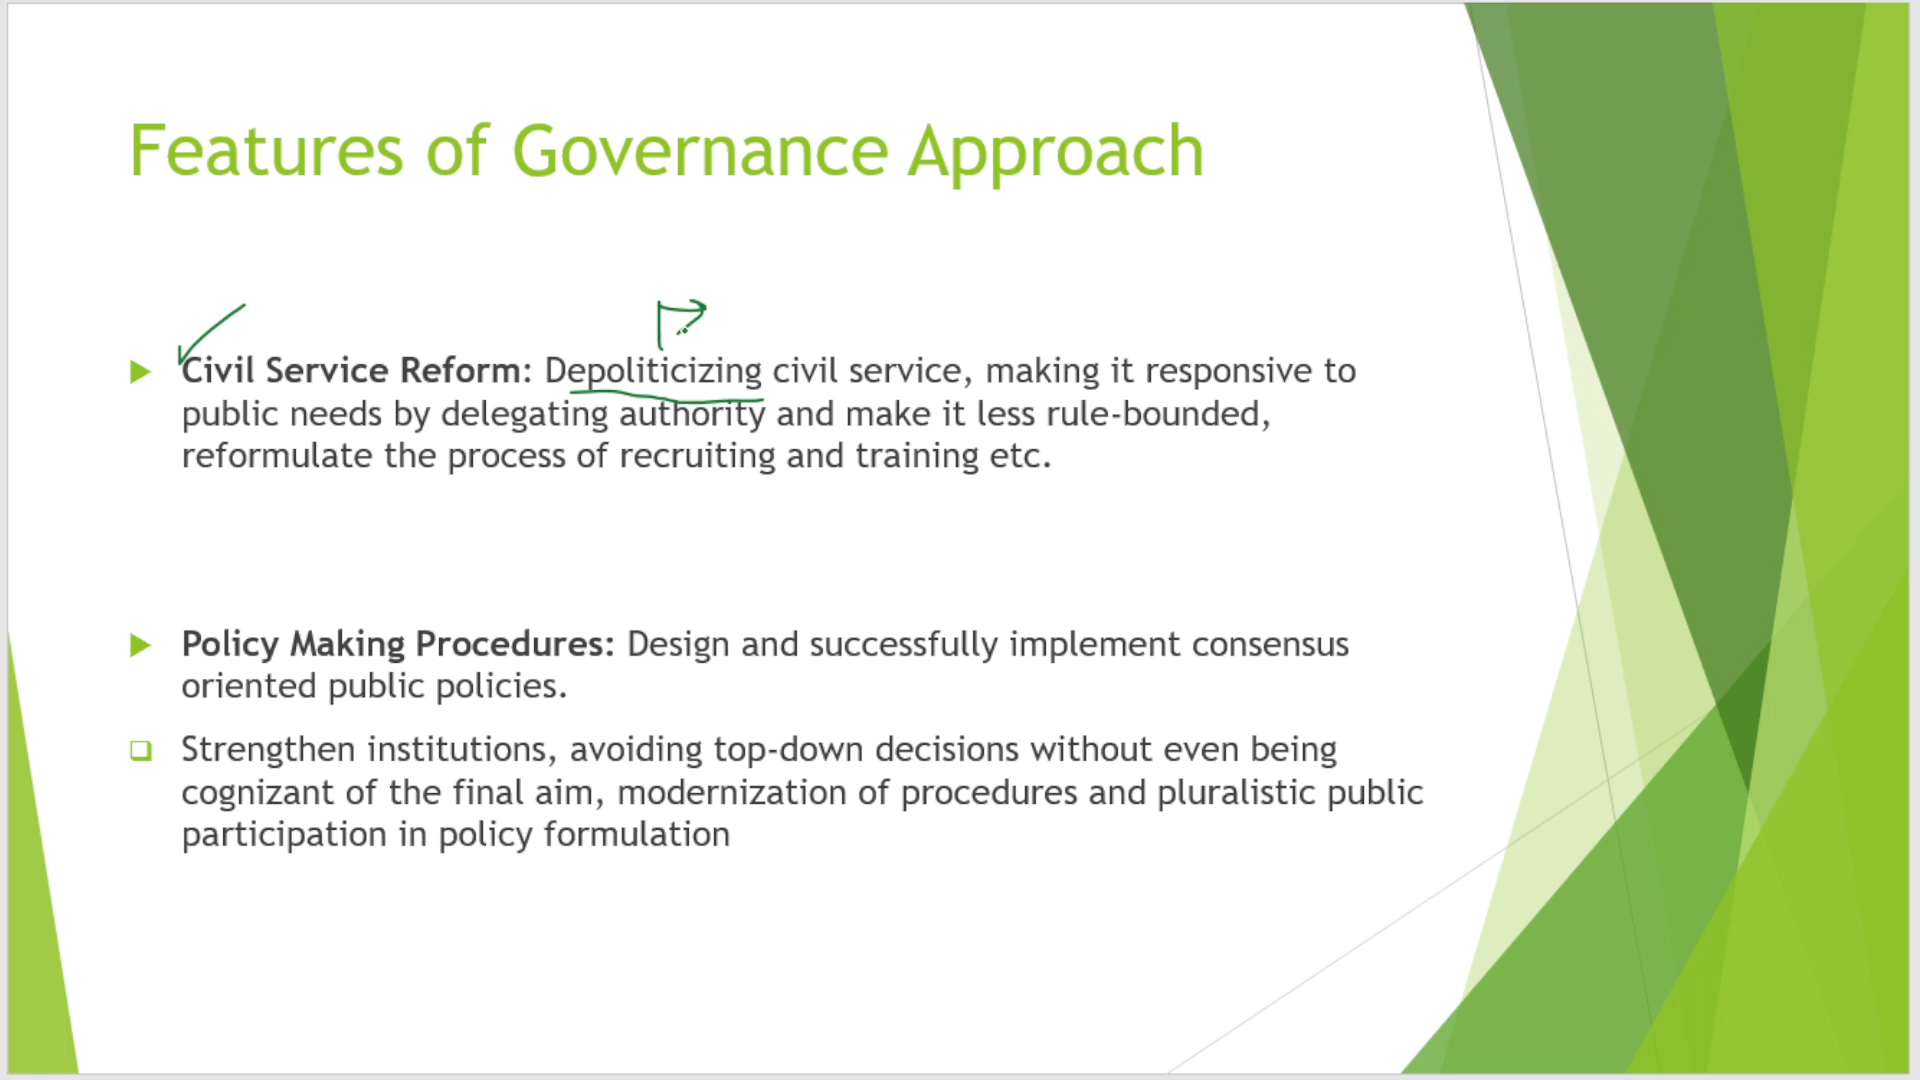 Features of Governance Approach
Civil Service Reform: Depoliticizing civil service, making it responsive to
public needs by delegating authority and make it less rule-bounded,
reformulate the process of recruiting and training etc.
Policy Making Procedures: Design and successfully implement consensus
oriented public policies.
Strengthen institutions, avoiding top-down decisions without even being
cognizant of the final aim, modernization of procedures and pluralistic public
participation in policy formulation